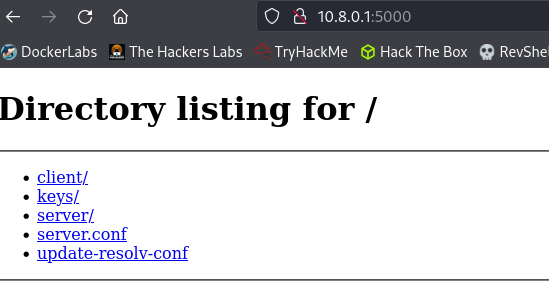 10.8.0.1:5000
DockerLabs The Hackers Labs TryHackMe Hack The Box RevShe
Directory listing for /
client/
keys/
server/
server.conf
update-resolv-conf